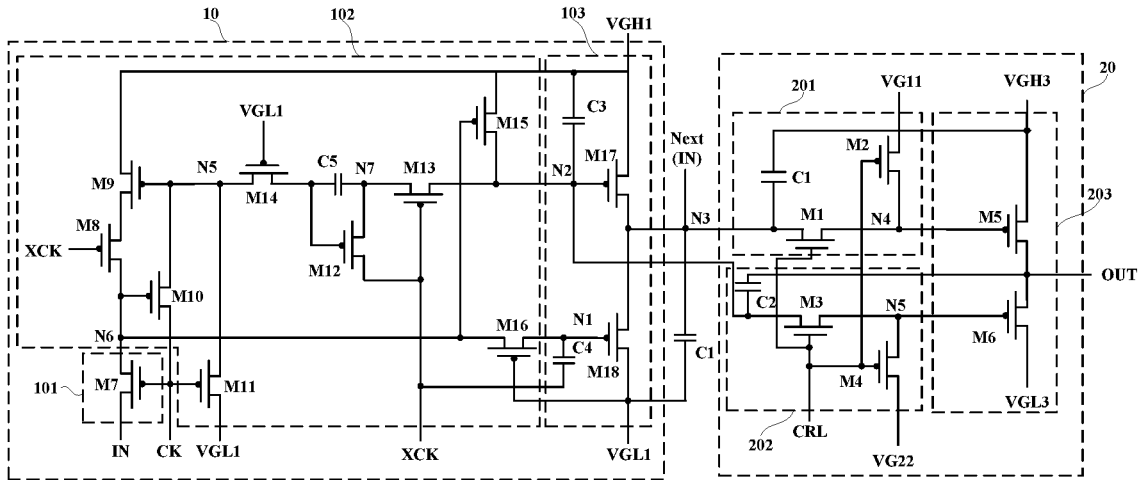 10
102
103
VGH1
20
201
VG11
VGH3
VGL1
M15
C3
Next
(IN)
C1
M2
M9
N5
M14
C5
N7
M13
N2
M17
203
M8
XCK
M12
N3
M1
N4
M5
OUT
M10
C2
M3
N5
M6
N6
M16
N1
C4
M18
C1
101
M7
M11
M4
VGL3
202
CRL
IN
CK
VGL1
XCK
VGL1
VG22